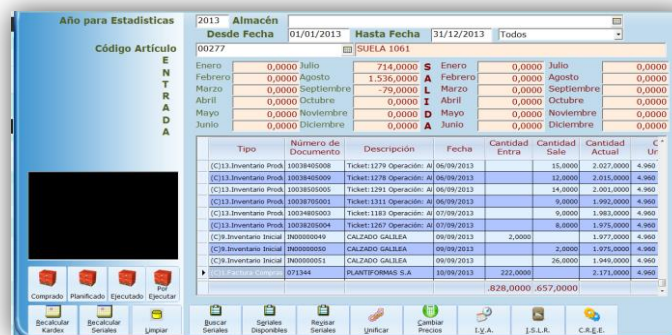 Año para Estadisticas 2013 Almacén
Desde Fecha 01/01/2013 Hasta Fecha 31/12/2013 Todos
Código Artículo 00277 SUELA 1061
ENTRADA
Enero 0,0000 Julio 714,0000 S Enero 0,0000 Julio 0,0000
Febrero 0,0000 Agosto 1.536,0000 A Febrero 0,0000 Agosto 0,0000
Marzo 0,0000 Septiembre -79,0000 L Marzo 0,0000 Septiembre 0,0000
Abril 0,0000 Octubre 0,0000 I Abril 0,0000 Octubre 0,0000
Mayo 0,0000 Noviembre 0,0000 D Mayo 0,0000 Noviembre 0,0000
Junio 0,0000 Diciembre 0,0000 A Junio 0,0000 Diciembre 0,0000
Tipo Número de Documento Descripción Fecha Cantidad Entra Cantidad Sale Cantidad Actual C Ur
(C)13.Inventario Prod 10038405008 Ticket:1279 Operación: Al 06/09/2013 15,0000 2.027,0000 4.960
(C)13.Inventario Prod 10038405009 Ticket:1278 Operación: Al 06/09/2013 12,0000 2.015,0000 4.960
(C)13.Inventario Prod 10038505005 Ticket:1291 Operación: Al 06/09/2013 14,0000 2.001,0000 4.960
(C)13.Inventario Prod 10038705001 Ticket:1311 Operación: Al 06/09/2013 9,0000 1.992,0000 4.960
(C)13.Inventario Prod 10034805003 Ticket:1183 Operación: Al 07/09/2013 9,0000 1.983,0000 4.960
(C)13.Inventario Prod 10038205004 Ticket:1267 Operación: Al 07/09/2013 8,0000 1.975,0000 4.960
(C)9.Inventario Inicial IN00000049 CALZADO GALILEA 09/09/2013 2,0000 1.977,0000 4.960
(C)9.Inventario Inicial IN00000050 CALZADO GALILEA 09/09/2013 2,0000 1.975,0000 4.960
(C)9.Inventario Inicial IN00000051 CALZADO GALILEA 09/09/2013 26,0000 1.949,0000 4.960
Factura Compras 071344 PLANTIFORMAS S.A 10/09/2013 222,0000 2.171,0000 4.960
.828,0000 .657,0000
Comprado Planificado Ejecutado Por Ejecutar
Recalcular Kardex Recalcular Seriales Limpiar Buscar Seriales Seriales Disponibles Revisar Seriales Unificar Cambiar Precios I.V.A. I.S.L.R. C.R.E.E.